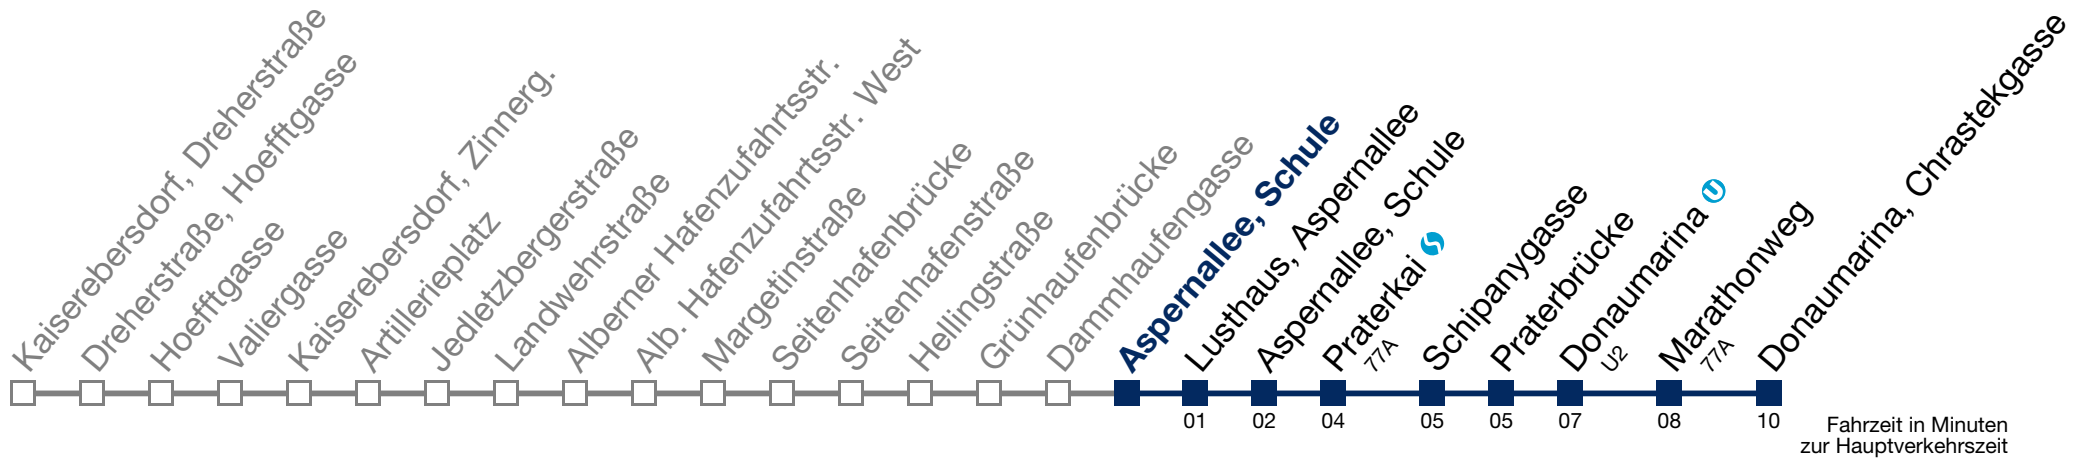 Kaiserebersdorf, Dreherstraße
Dreherstraße, Hoefftgasse
Hoefftgasse
Valiergasse
Kaiserebersdorf, Zinnerg.
Artillerieplatz
Jedletzbergerstraße
Landwehrstraße
Alberner Hafenzufahrtsstr.
Alb. Hafenzufahrtsstr. West
Margetinstraße
Seitenhafenbrücke
Seitenhafenstraße
Hellingstraße
Grünhaufenbrücke
Dammhaufengasse
Aspernallee, Schule
Lusthaus, Aspernallee
Aspernallee, Schule
Praterkai
77A
Schipanygasse
Praterbrücke
Donaumarina U
U2
Marathonweg
77A
Donaumarina, Chrastekgasse
01 02 04 05 05 07 08 10
Fahrzeit in Minuten
zur Hauptverkehrszeit